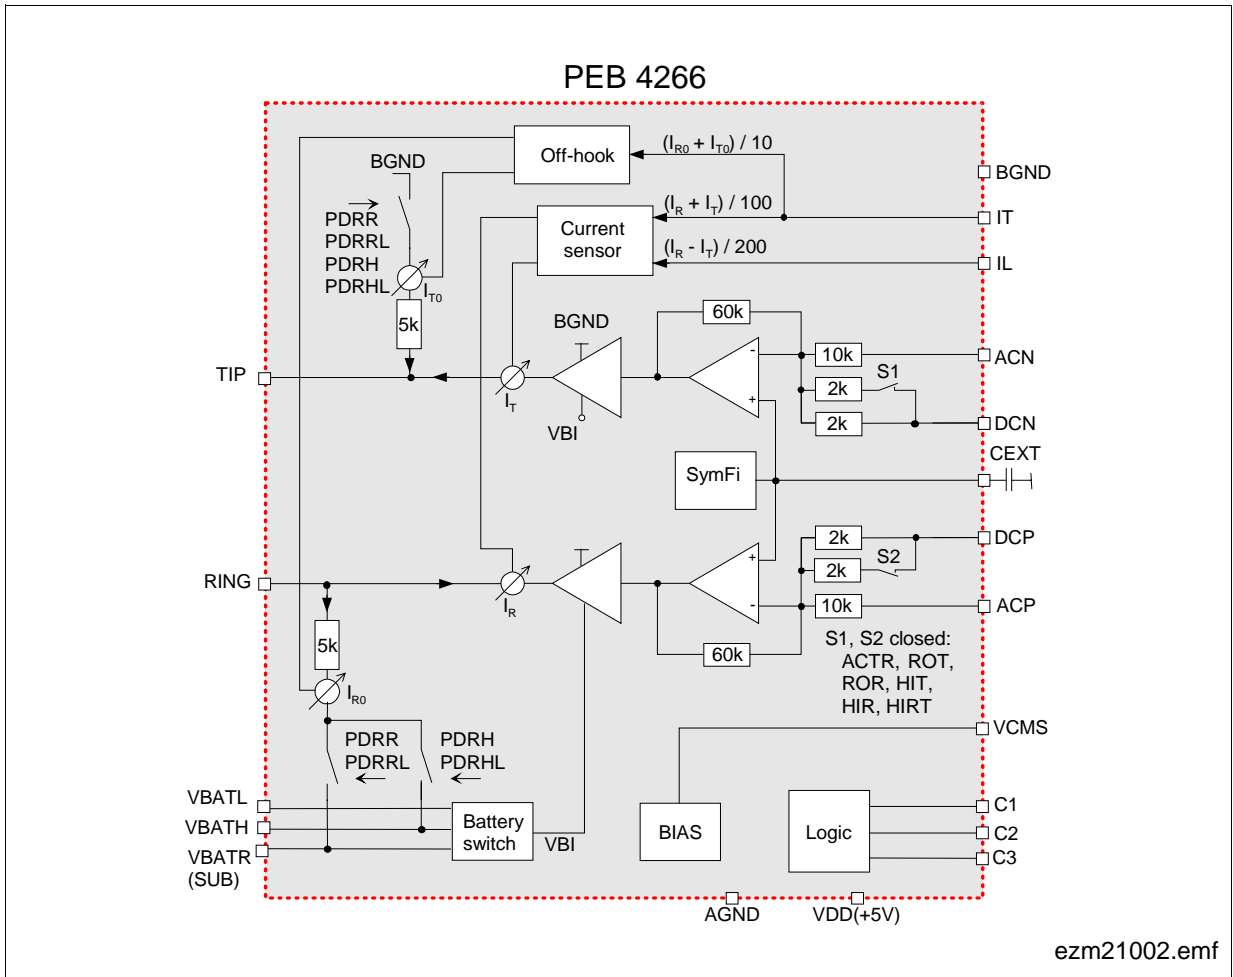 PEB 4266
Off-hook
(IR0 + IT0) / 10
BGND
BGND
PDRR
PDRRL
PDRH
PDRHL
IT0
5k
Current
sensor
(IR + IT) / 100
IT
(IR - IT) / 200
IL
60k
BGND
-
10k
ACN
TIP
S1
2k
IT
+
2k
DCN
VBI
CEXT
SymFi
2k
DCP
+
S2
2k
RING
IR
-
10k
ACP
5k
60k
S1, S2 closed:
ACTR, ROT,
ROR, HIT,
HIR, HIRT
IR0
PDRR
PDRRL
PDRH
PDRHL
VCMS
VBATL
VBATH
VBATR
(SUB)
Battery
switch
VBI
BIAS
Logic
C1
C2
C3
AGND
VDD(+5V)
ezm21002.emf